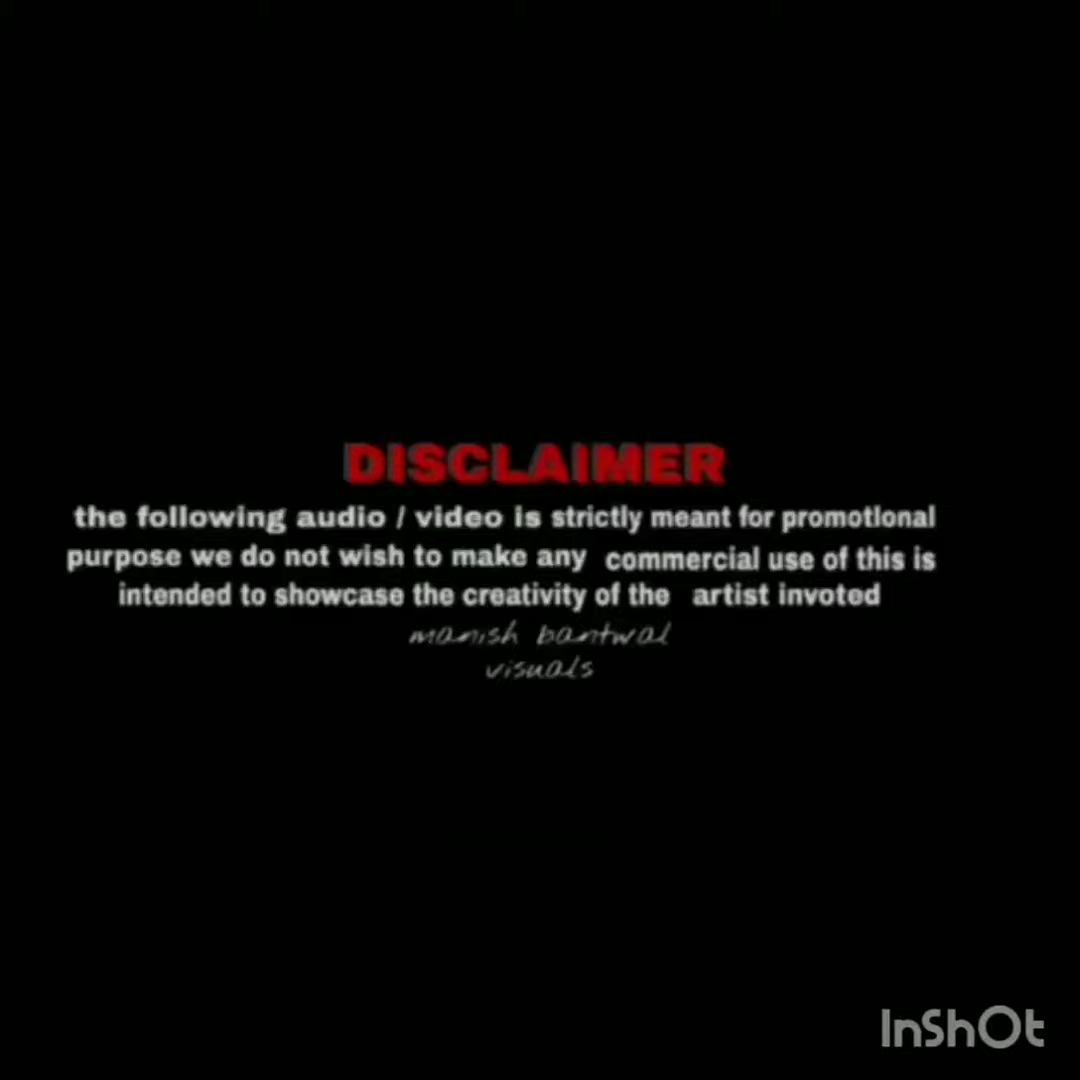 DISCLAIMER
the following audio / video is strictly meant for promotional
purpose we do not wish to make any commercial use of this is
intended to showcase the creativity of the artist invoted
manish bantwal
visuals
InShOt